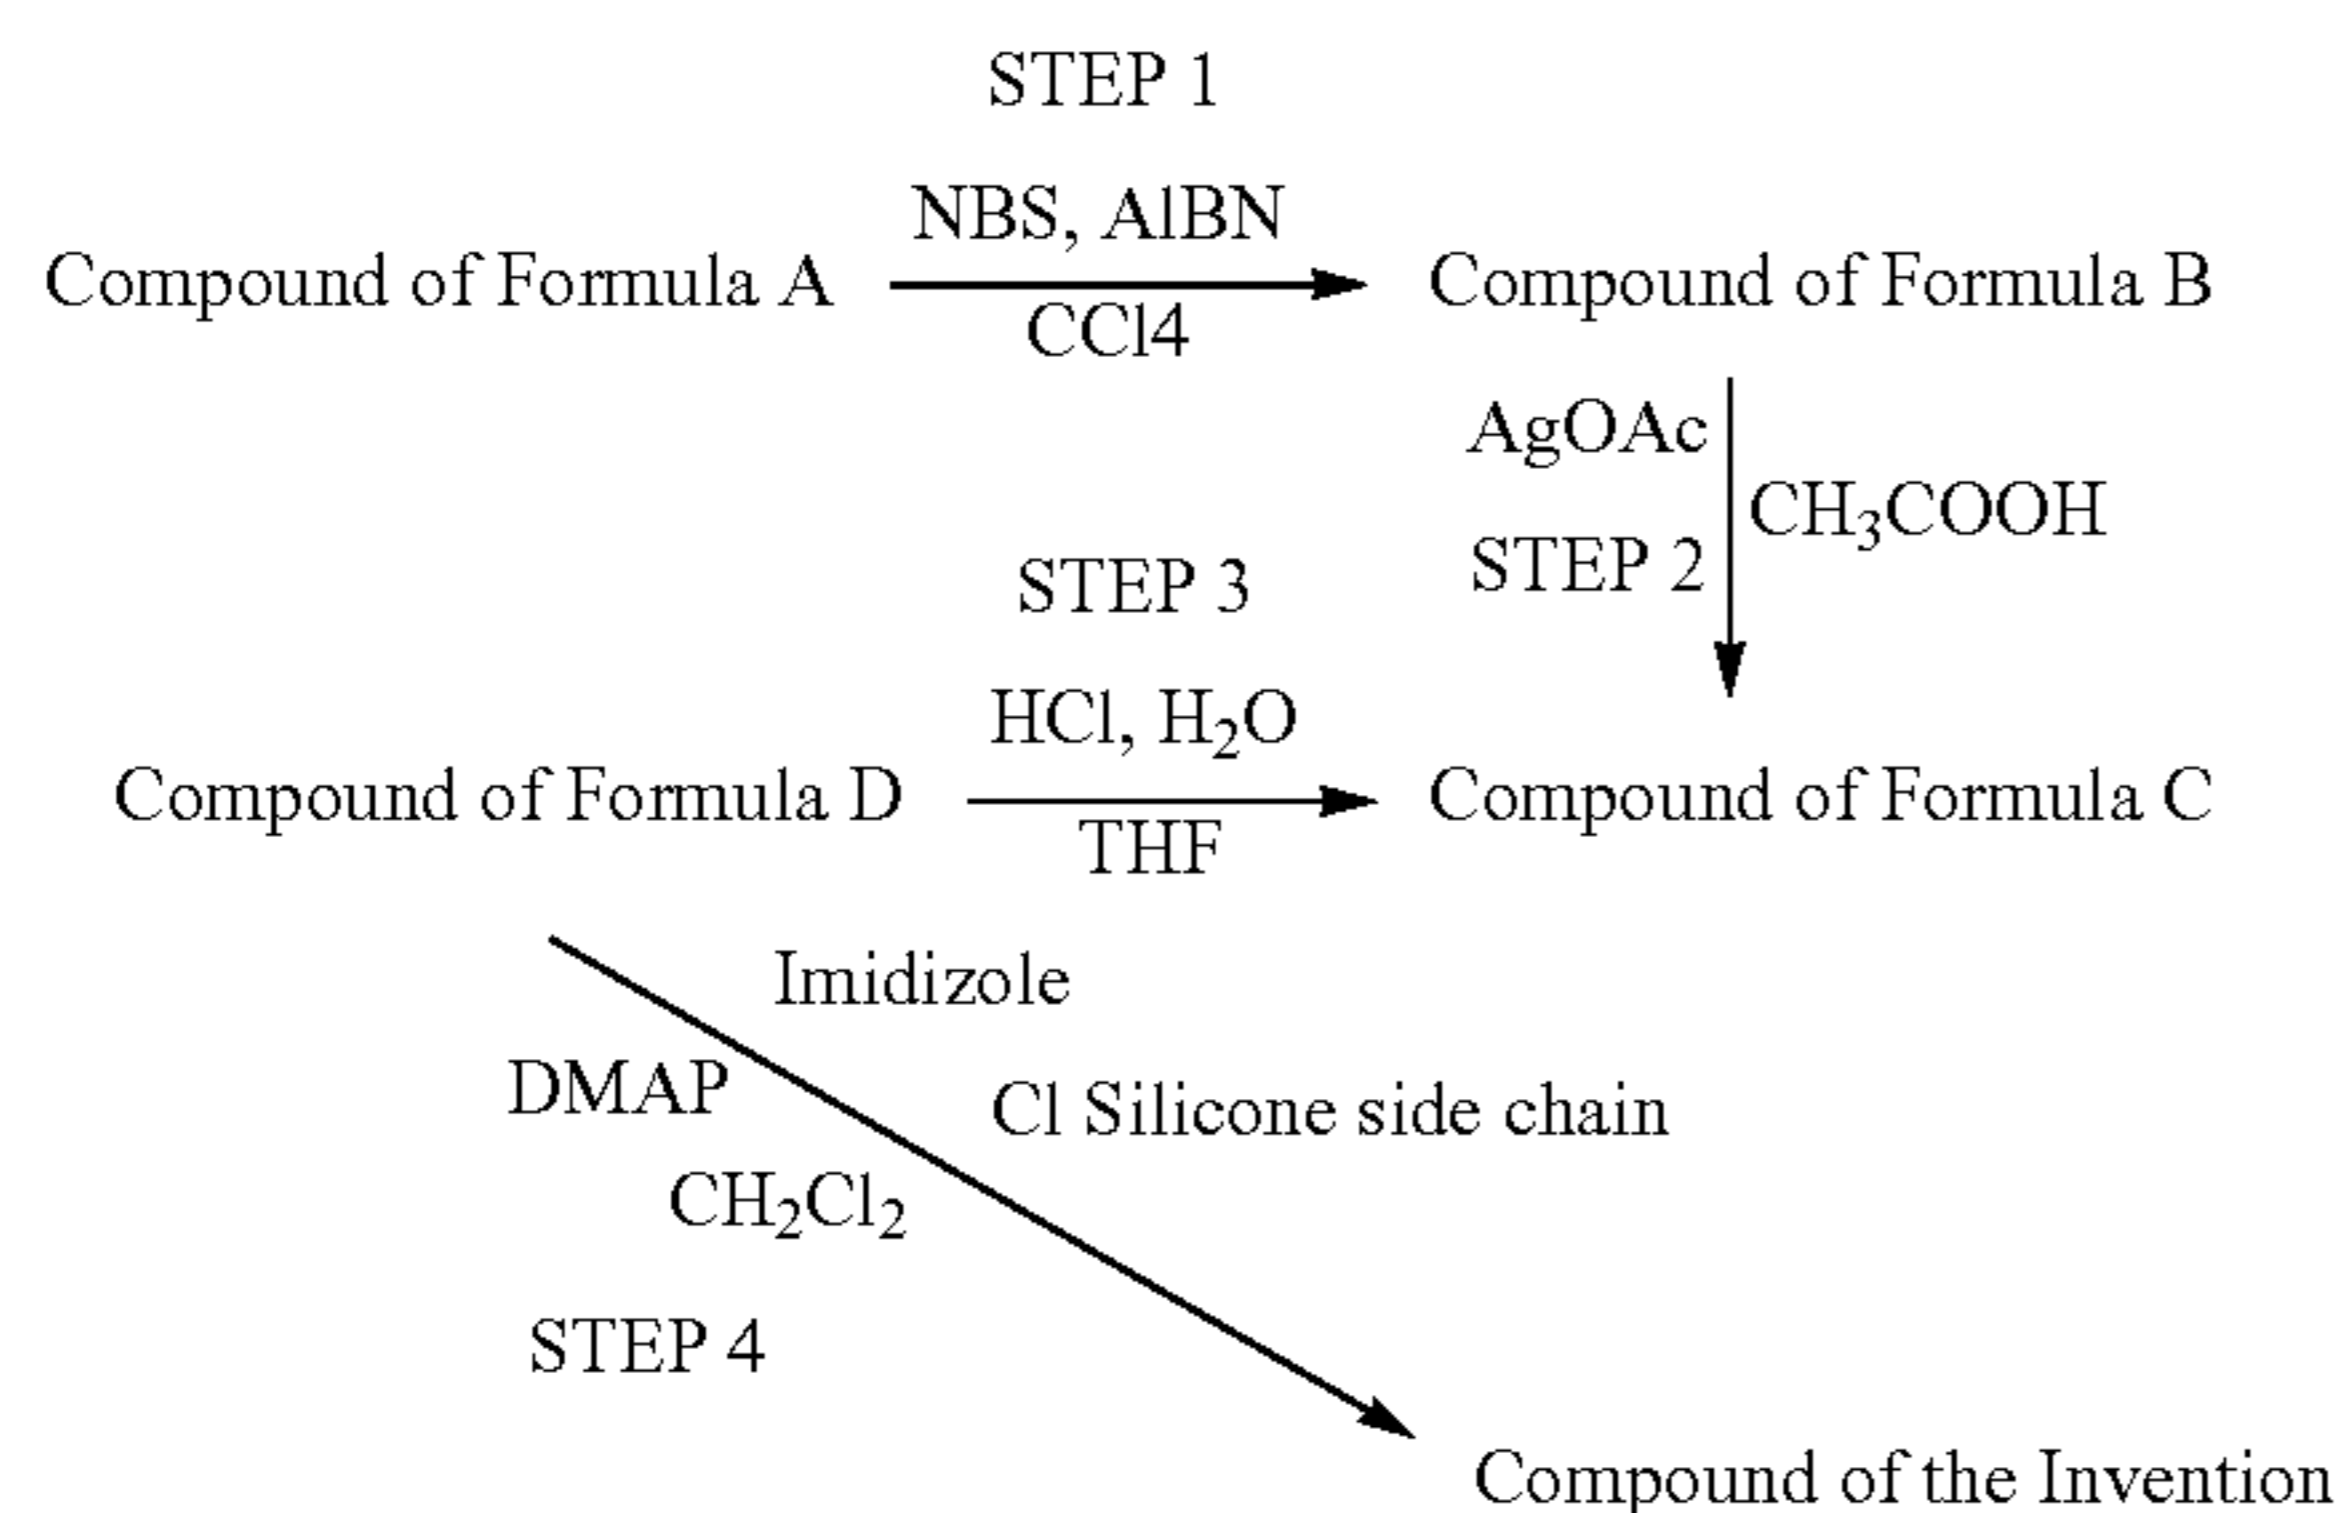 STEP 1
NBS, AlBN
Compound of Formula A
CCl4
Compound of Formula B
AgOAc
CH₃COOH
STEP 2
STEP 3
HCl, H₂O
Compound of Formula D
THF
Compound of Formula C
Imidizole
DMAP
Cl Silicone side chain
CH₂Cl₂
STEP 4
Compound of the Invention